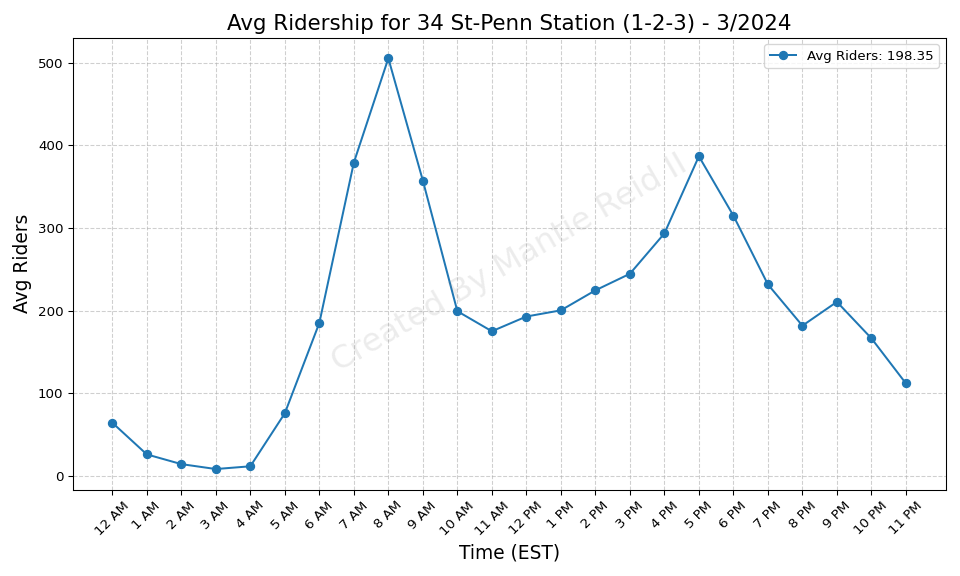 Avg Ridership for 34 St-Penn Station (1-2-3) - 3/2024
Avg Riders: 198.35
Avg Riders
500
400
300
200
100
0
Created By Mantie Reid II
12 AM
1 AM
2 AM
3 AM
4 AM
5 AM
6 AM
7 AM
8 AM
9 AM
10 AM
11 AM
12 PM
1 PM
2 PM
3 PM
4 PM
5 PM
6 PM
7 PM
8 PM
9 PM
10 PM
11 PM
Time (EST)